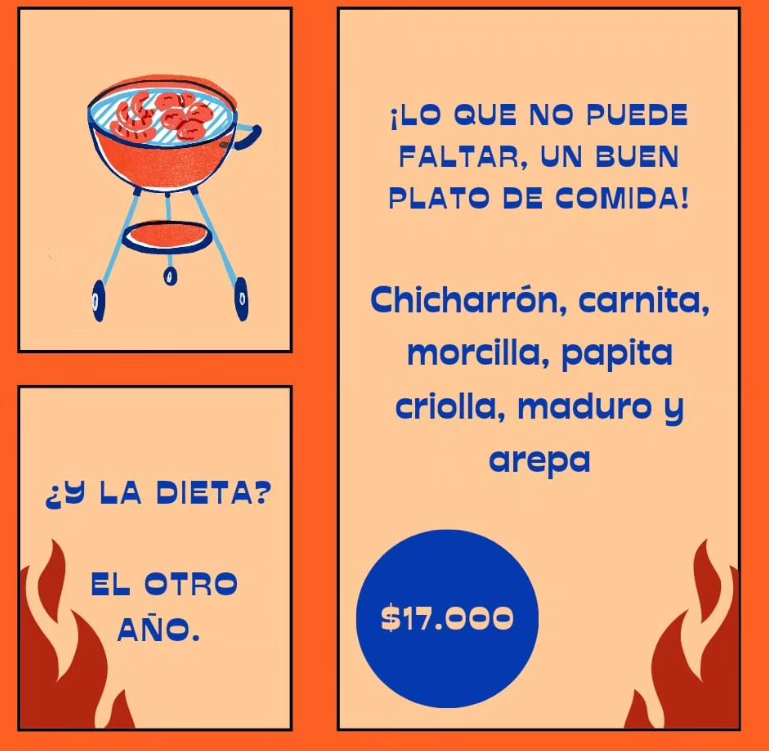 ¡LO QUE NO PUEDE
FALTAR, UN BUEN
PLATO DE COMIDA!
Chicharrón, carnita,
morcilla, papita
criolla, maduro y
arepa
$17.000
¿Y LA DIETA?
EL OTRO
AÑO.